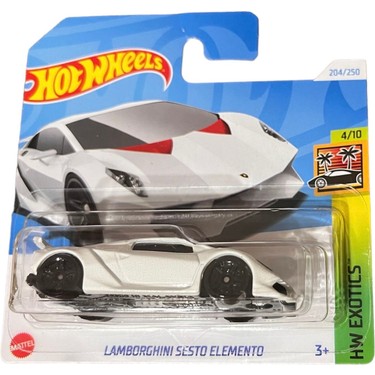 Hot Wheels
204/250
4/10
HW EXOTICS
MATTEL
LAMBORGHINI SESTO ELEMENTO
3+